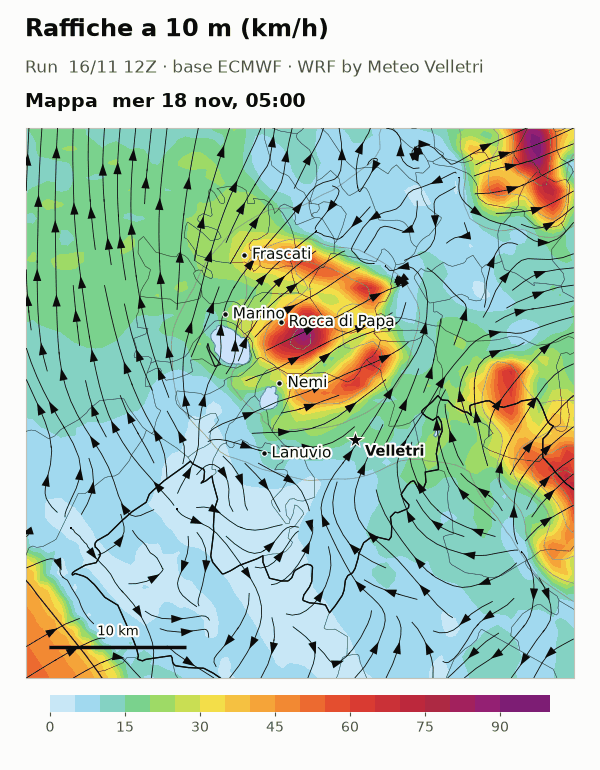 Raffiche a 10 m (km/h)
Run  16/11 12Z · base ECMWF · WRF by Meteo Velletri
Mappa  mer 18 nov, 05:00
Frascati
Marino
Rocca di Papa
Nemi
Velletri
Lanuvio
10 km
0 15 30 45 60 75 90